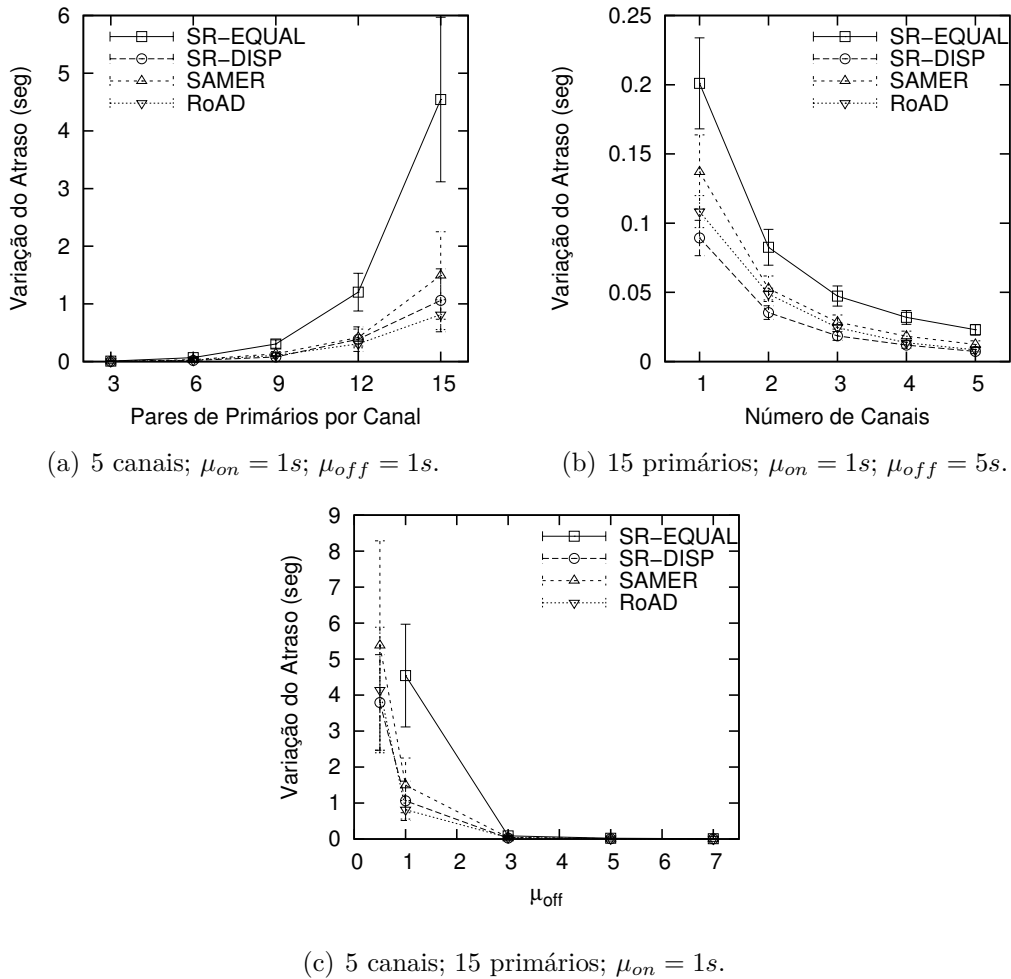 Variação do Atraso (seg)
6
5
4
3
2
1
0
SR-EQUAL
SR-DISP
SAMER
RoAD
3 6 9 12 15
Pares de Primários por Canal
(a) 5 canais; μon = 1s; μoff = 1s.
Variação do Atraso (seg)
0.25
0.2
0.15
0.1
0.05
0
SR-EQUAL
SR-DISP
SAMER
RoAD
1 2 3 4 5
Número de Canais
(b) 15 primários; μon = 1s; μoff = 5s.
Variação do Atraso (seg)
9
8
7
6
5
4
3
2
1
0
SR-EQUAL
SR-DISP
SAMER
RoAD
0 1 2 3 4 5 6 7
μoff
(c) 5 canais; 15 primários; μon = 1s.